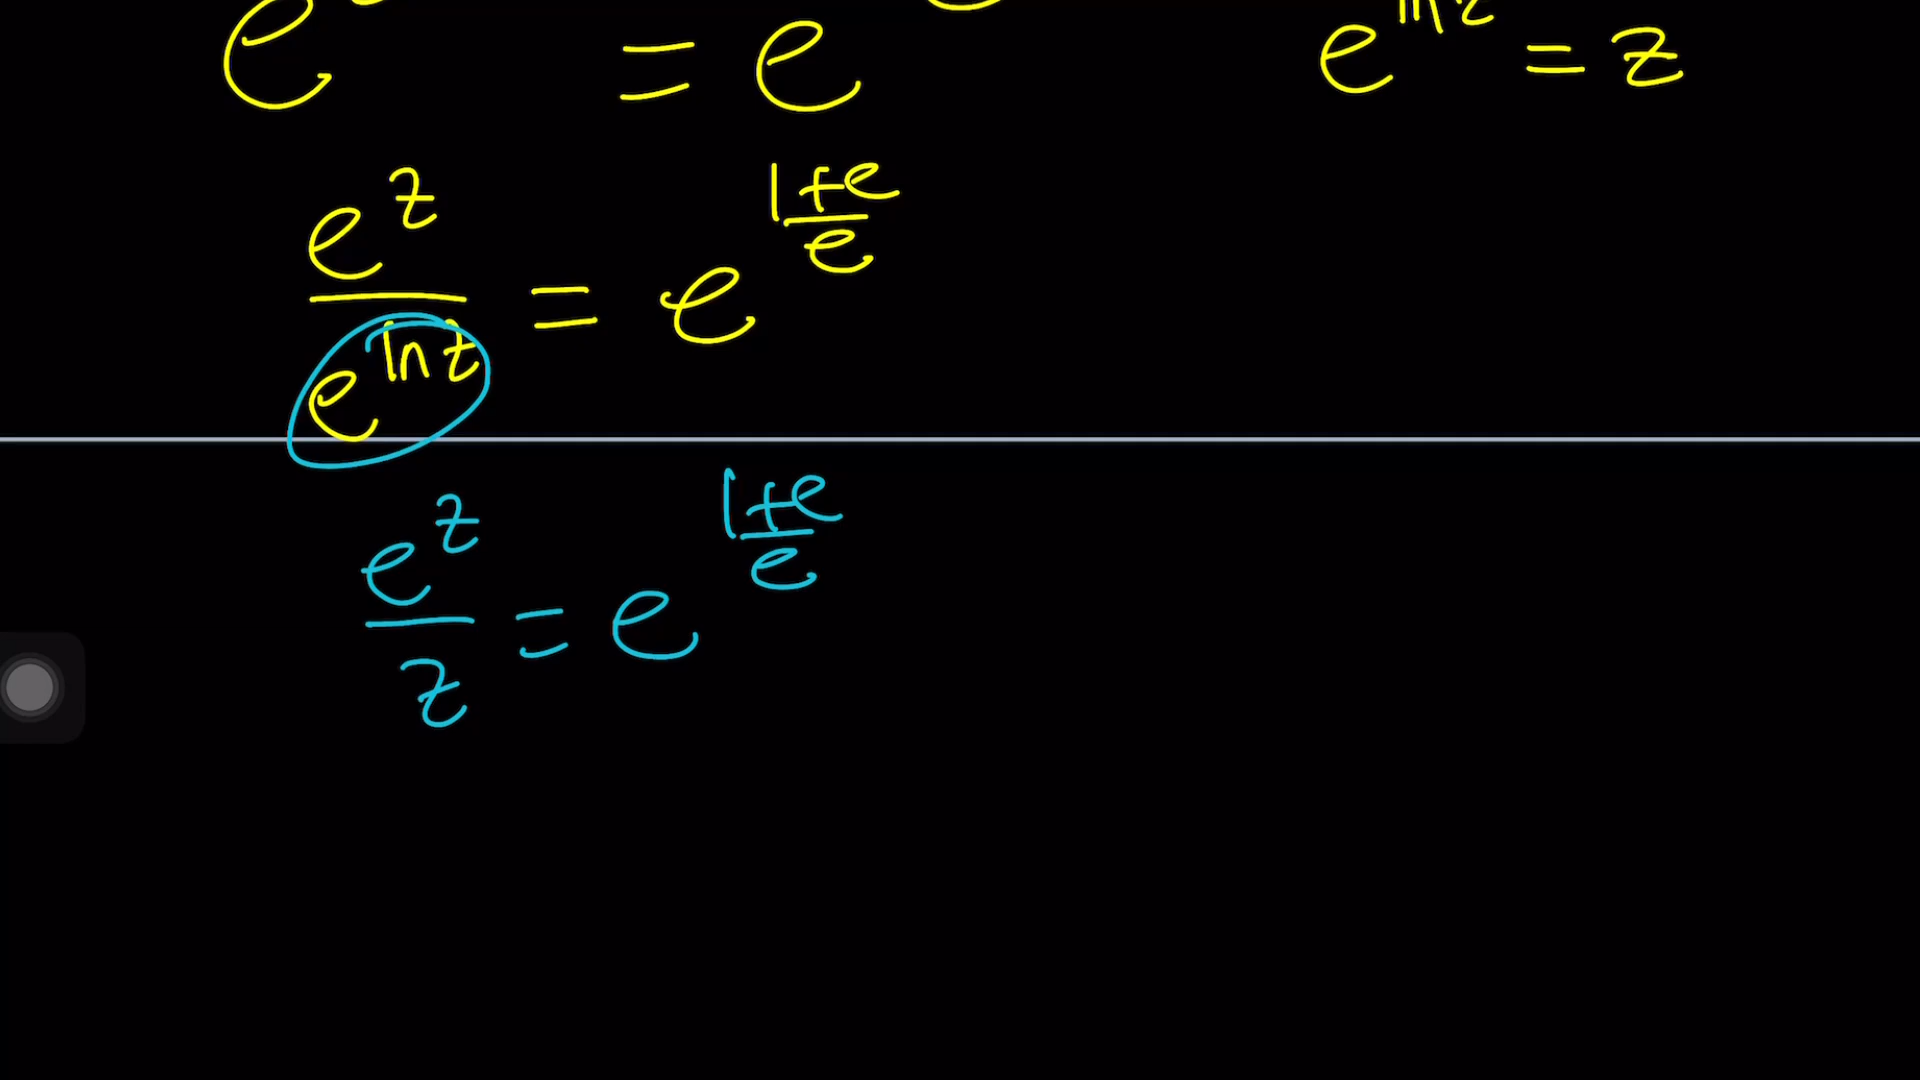 e = e e^ln z = z
e^z / e^ln z = e^(1+e)/e
e^z / z = e^(1+e)/e